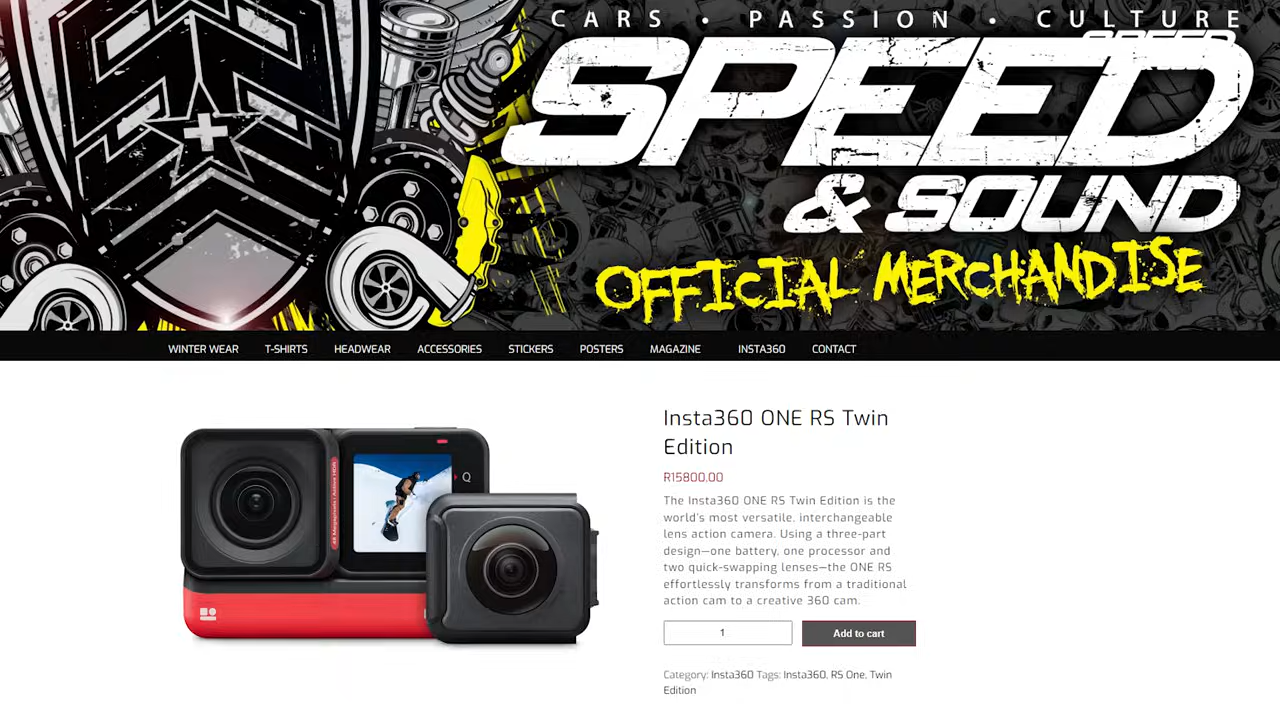 CARS • PASSION • CULTURE
SPEED
& SOUND
OFFICIAL MERCHANDISE
WINTER WEAR T-SHIRTS HEADWEAR ACCESSORIES STICKERS POSTERS MAGAZINE INSTA360 CONTACT
Insta360 ONE RS Twin
Edition
R15800.00
The Insta360 ONE RS Twin Edition is the
world's most versatile, interchangeable
lens action camera. Using a three-part
design—one battery, one processor and
two quick-swapping lenses—the ONE RS
effortlessly transforms from a traditional
action cam to a creative 360 cam.
1 Add to cart
Category: Insta360 Tags: Insta360, RS One, Twin
Edition
Q